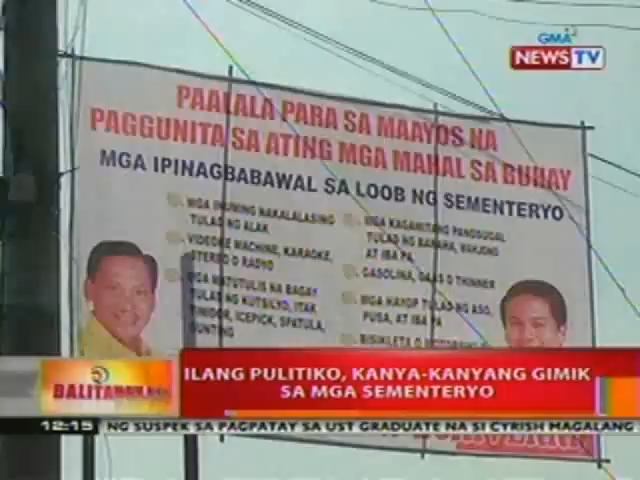 GMA
NEWS TV
PAALALA PARA SA MAAYOS NA
PAGGUNITA SA ATING MGA MAHAL SA BUHAY
MGA IPINAGBABAWAL SA LOOB NG SEMENTERYO
MGA INUMING NAKALALASING
TULAD NG ALAK
VIDEOKE MACHINE, KARAOKE,
STEREO O RADYO
MGA MATUTULIS NA BAGAY
TULAD NG KUTSILYO, ITAK
TINIDOR, ICEPICK, SPATULA,
GUNTING
MGA KAGAMITANG PANGSUGAL
TULAD NG BARAHA, MAHJONG
AT IBA PA
GASOLINA, GAAS O THINNER
MGA HAYOP TULAD NG ASO,
PUSA, AT IBA PA
BISIKLETA O
BALITANGHALI
ILANG PULITIKO, KANYA-KANYANG GIMIK
SA MGA SEMENTERYO
12:15
NG SUSPEK SA PAGPATAY SA UST GRADUATE NA SI CYRISH MAGALANG